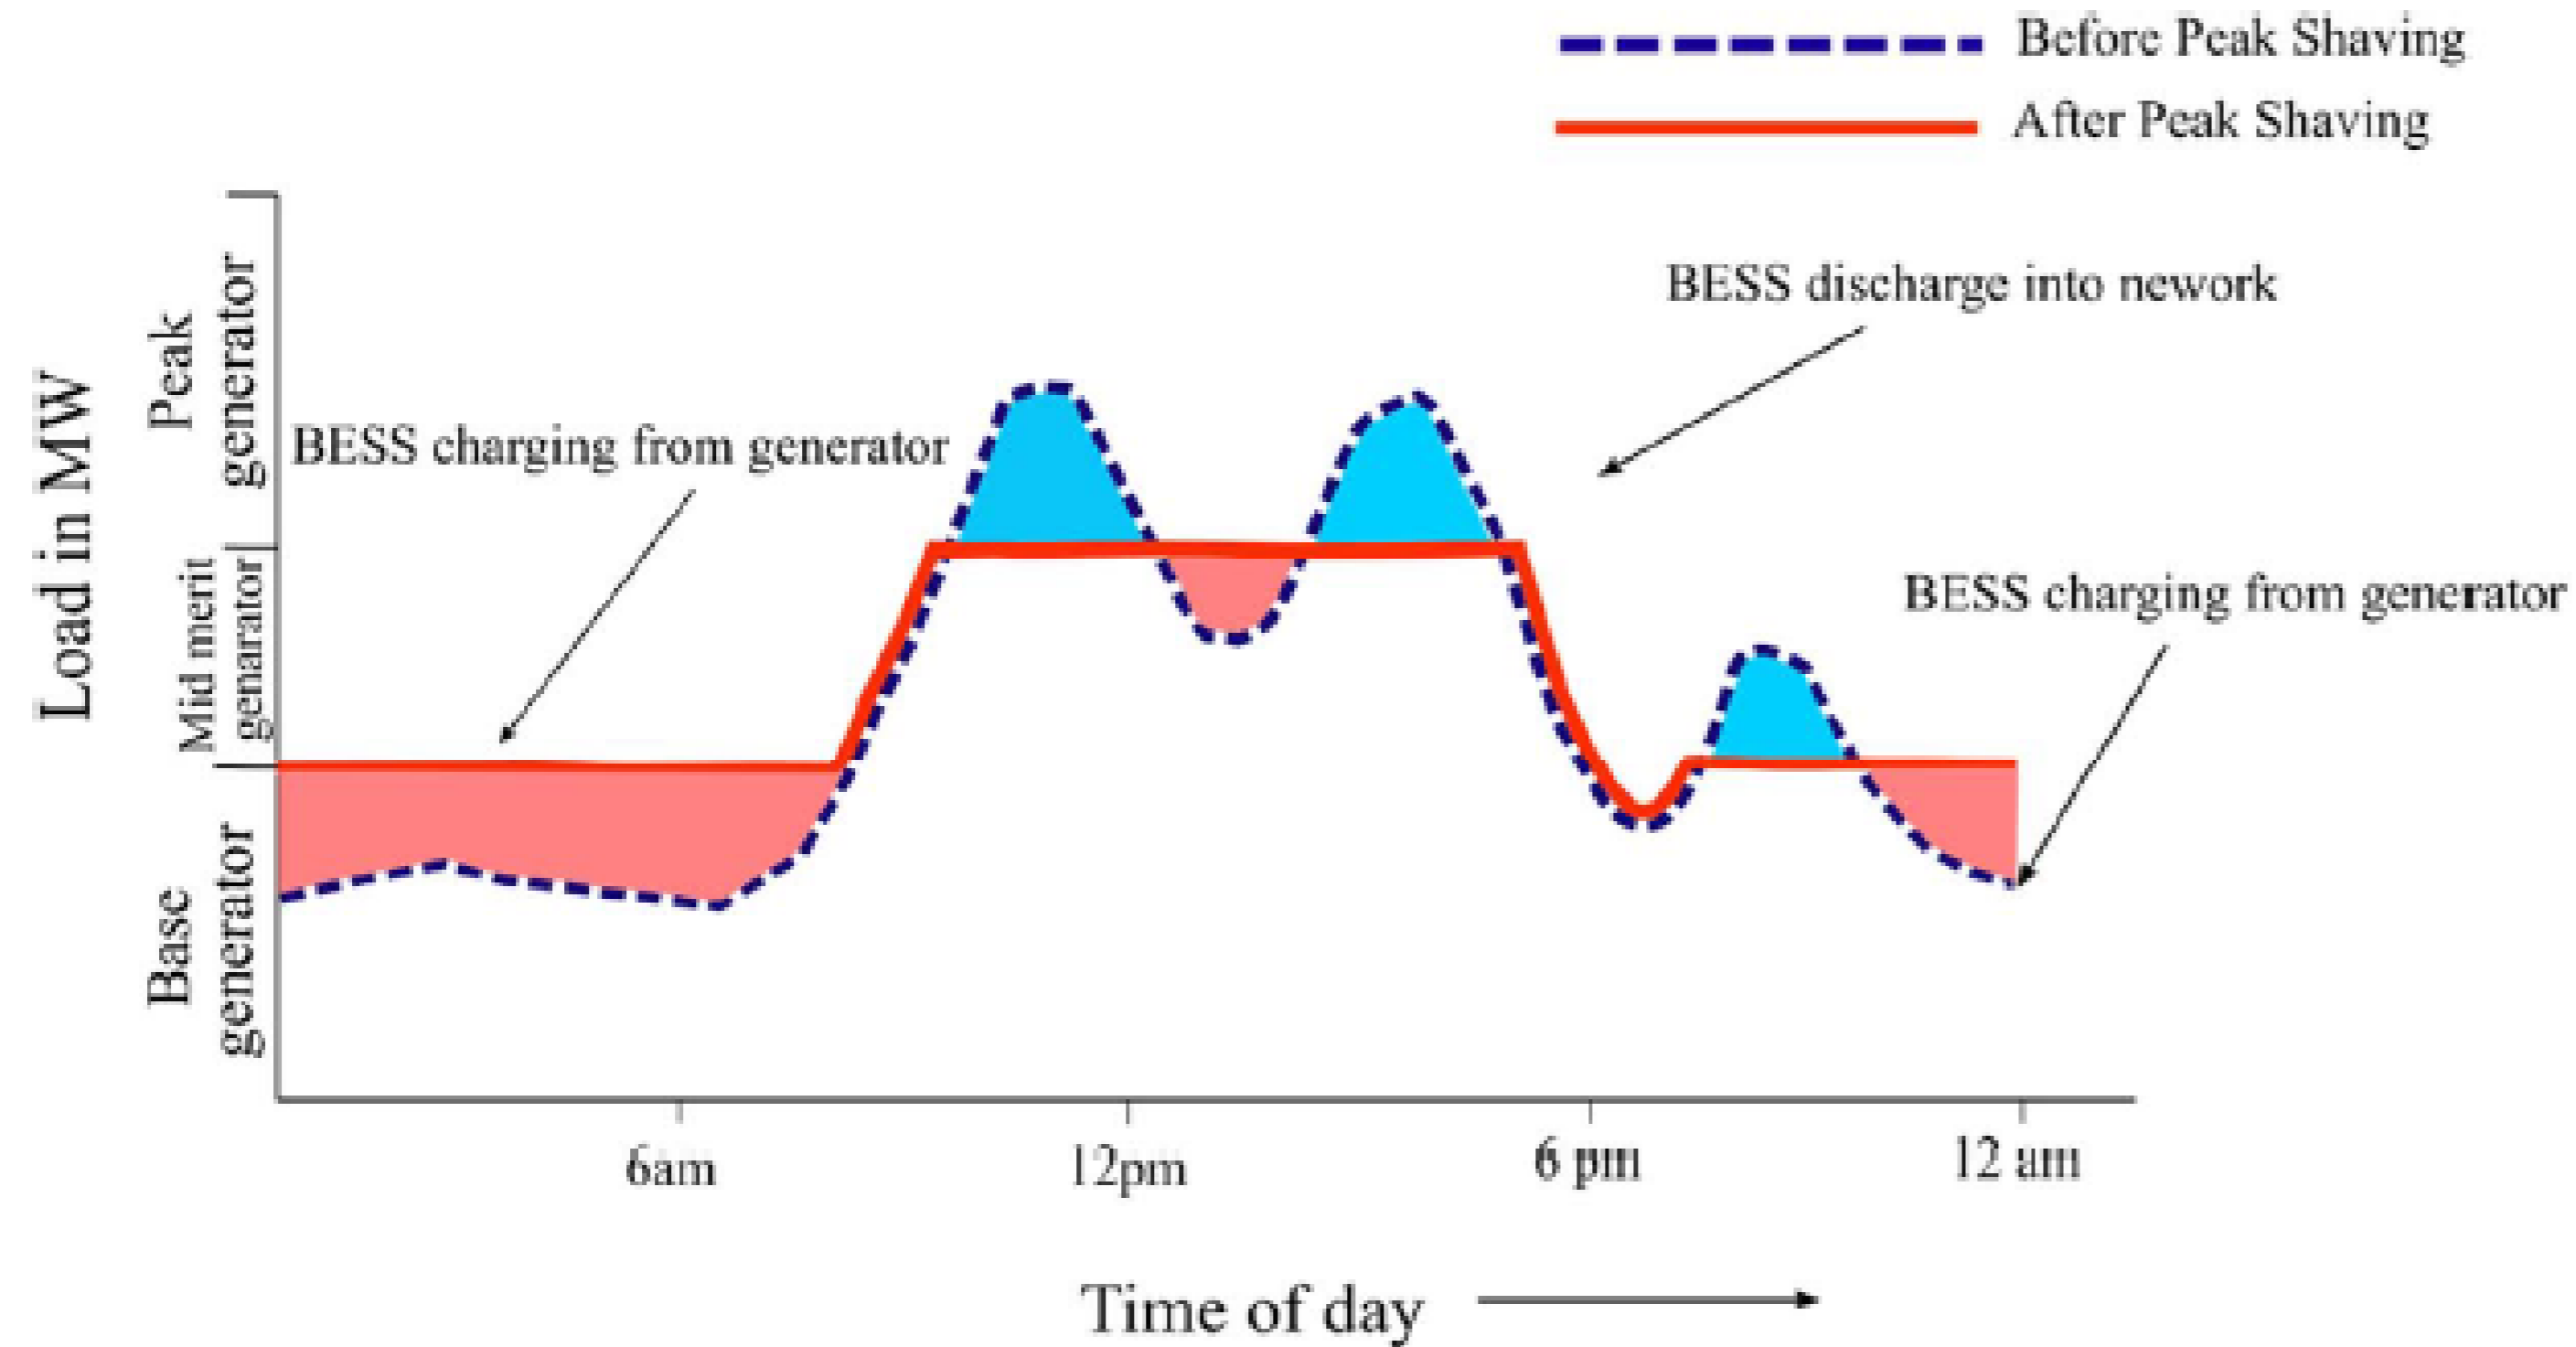 Before Peak Shaving
After Peak Shaving
Load in MW
Peak
generator
Mid merit
genarator
Base
generator
BESS charging from generator
BESS discharge into nework
BESS charging from generator
6am
12pm
6 pm
12 am
Time of day